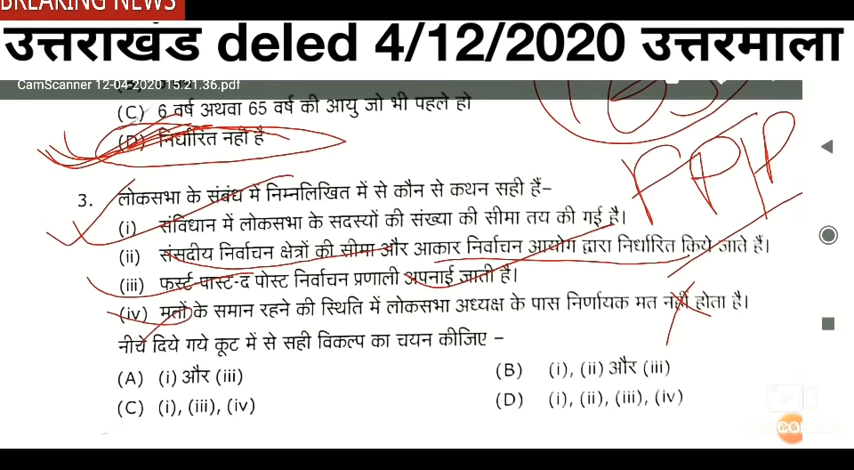 BREAKING NEWS
उत्तराखंड deled 4/12/2020 उत्तरमाला
CamScanner 12-04-2020 15.21.36.pdf
(C) 6 वर्ष अथवा 65 वर्ष की आयु जो भी पहले हो
(D) निर्धारित नहीं है
3. लोकसभा के संबंध में निम्नलिखित में से कौन से कथन सही हैं–
(i) संविधान में लोकसभा के सदस्यों की संख्या की सीमा तय की गई है।
(ii) संसदीय निर्वाचन क्षेत्रों की सीमा और आकार निर्वाचन आयोग द्वारा निर्धारित किये जाते हैं।
(iii) फर्स्ट-पास्ट-द पोस्ट निर्वाचन प्रणाली अपनाई जाती है।
(iv) मतों के समान रहने की स्थिति में लोकसभा अध्यक्ष के पास निर्णायक मत नहीं होता है।
नीचे दिये गये कूट में से सही विकल्प का चयन कीजिए –
(A) (i) और (iii)
(B) (i), (ii) और (iii)
(C) (i), (iii), (iv)
(D) (i), (ii), (iii), (iv)